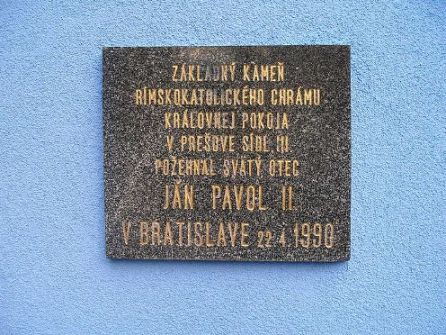 ZÁKLADNÝ KAMEŇ
RÍMSKOKATOLÍCKEHO CHRÁMU
KRÁĽOVNEJ POKOJA
V PREŠOVE SÍDL. III.
POŽEHNAL SVÄTÝ OTEC
JÁN PAVOL II.
V BRATISLAVE 22.4.1990